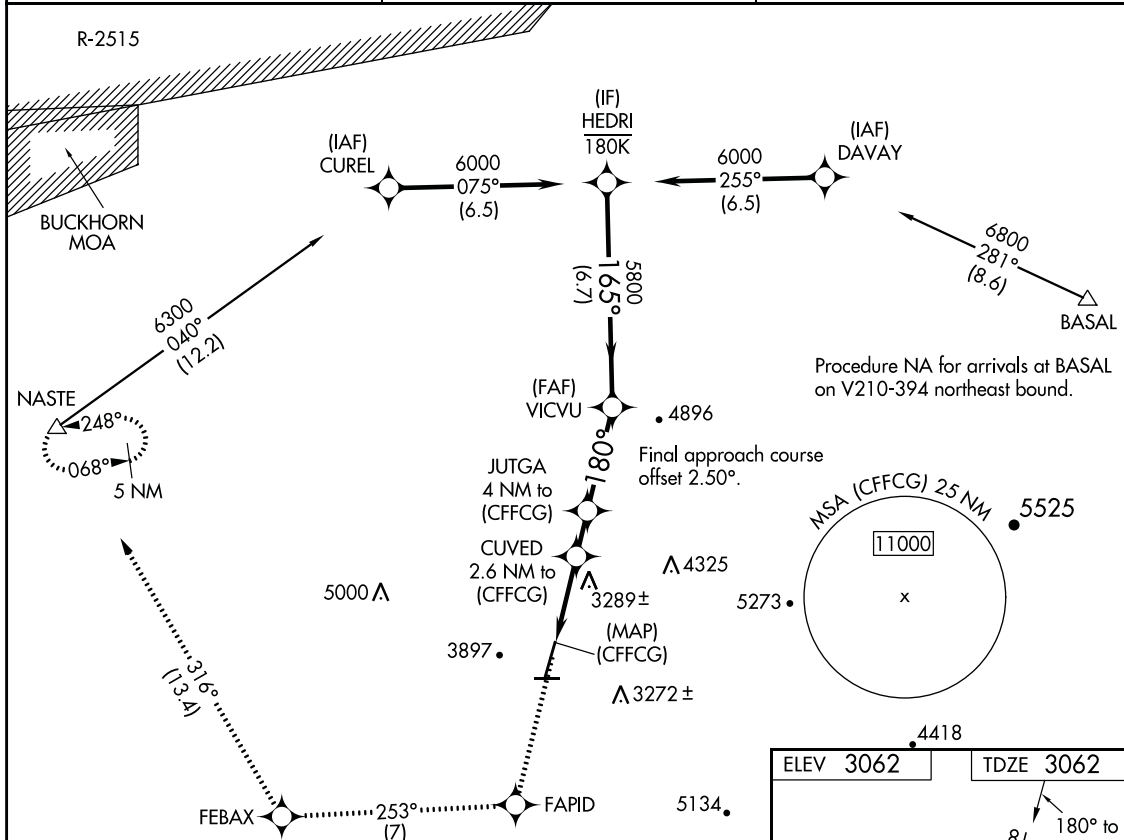 R-2515
BUCKHORN
MOA
(IAF)
CUREL
6000
075°
(6.5)
(IF)
HEDRI
180K
6000
255°
(6.5)
(IAF)
DAVAY
6800
281°
(8.6)
BASAL
Procedure NA for arrivals at BASAL
on V210-394 northeast bound.
5800
165°
(6.7)
6300
040°
(12.2)
NASTE
248°
068°
5 NM
(FAF)
VICVU
4896
180°
Final approach course
offset 2.50°.
JUTGA
4 NM to
(CFFCG)
CUVED
2.6 NM to
(CFFCG)
MSA (CFFCG) 25 NM
11000
x
5525
5273
4325
5000
3289±
(MAP)
(CFFCG)
3897
3272±
316°
(13.4)
4418
ELEV 3062
TDZE 3062
FEBAX
253°
(7)
FAPID
5134
180° to